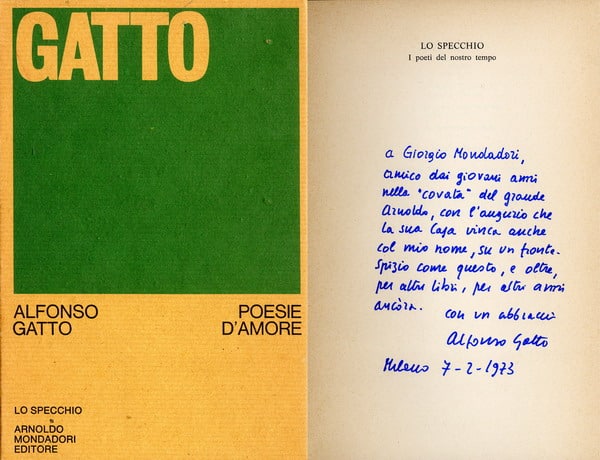 GATTO
ALFONSO
GATTO
POESIE
D'AMORE
LO SPECCHIO
ARNOLDO
MONDADORI
EDITORE
LO SPECCHIO
I poeti del nostro tempo
a Giorgio Mondadori,
amico dai giovani anni
nella "covata" del grande
Arnoldo, con l'augurio che
la sua Casa vinca anche
col mio nome, su un fronte-
spizio come questo, e oltre,
per altri libri, per altri anni
ancòra.
con un abbraccio
Alfonso Gatto
Milano 7-2-1973